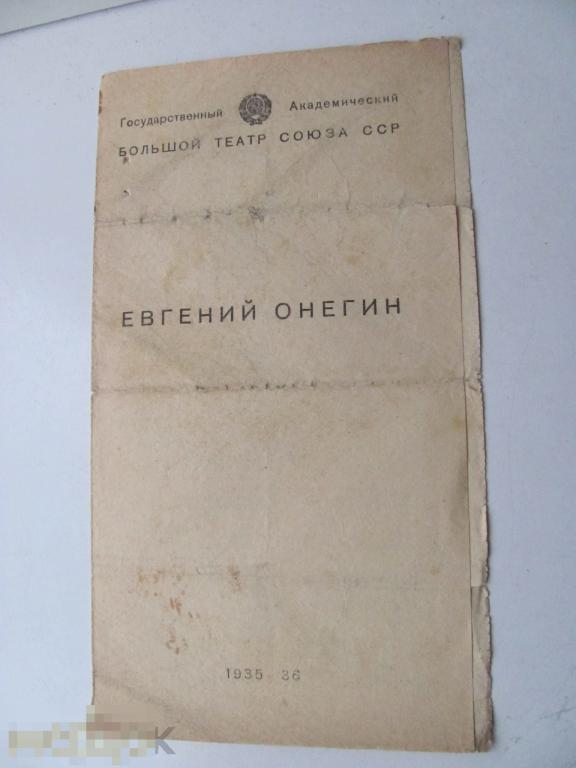 Государственный Академический
БОЛЬШОЙ ТЕАТР СОЮЗА ССР
ЕВГЕНИЙ ОНЕГИН
1935 36